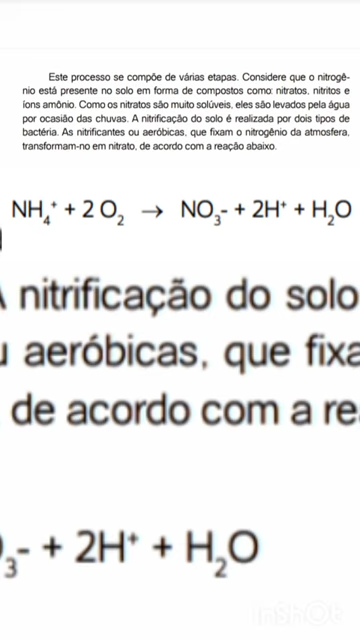 Este processo se compõe de várias etapas. Considere que o nitrogê-
nio está presente no solo em forma de compostos como: nitratos, nitritos e
íons amônio. Como os nitratos são muito solúveis, eles são levados pela água
por ocasião das chuvas. A nitrificação do solo é realizada por dois tipos de
bactéria. As nitrificantes ou aeróbicas, que fixam o nitrogênio da atmosfera,
transformam-no em nitrato, de acordo com a reação abaixo.
NH₄⁺ + 2 O₂ → NO₃- + 2H⁺ + H₂O
A nitrificação do solo
u aeróbicas, que fixa
de acordo com a rea
O₃- + 2H⁺ + H₂O
InShOt